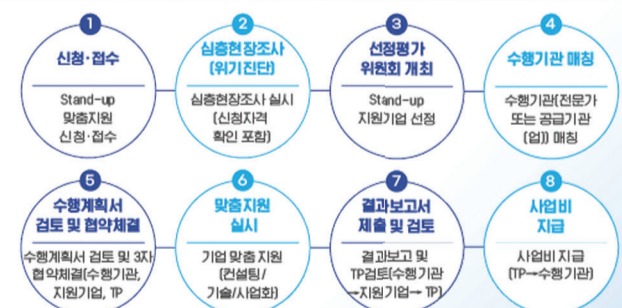 1
신청·접수
Stand-up
맞춤지원
신청·접수
2
심층현장조사
(위기진단)
심층현장조사 실시
(신청자격
확인 포함)
3
선정평가
위원회 개최
Stand-up
지원기업 선정
4
수행기관 매칭
수행기관(전문가
또는 공급기관
(업)) 매칭
5
수행계획서
검토 및 협약체결
수행계획서 검토 및 3자
협약체결(수행기관,
지원기업, TP
6
맞춤지원
실시
기업 맞춤 지원
(컨설팅/
기술/사업화)
7
결과보고서
제출 및 검토
결과보고 및
TP검토(수행기관
→지원기업→ TP)
8
사업비
지급
사업비 지급
(TP→수행기관)